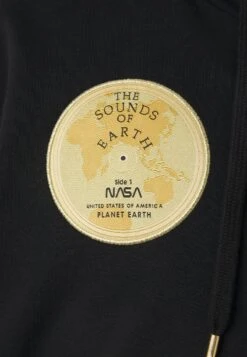 THE
SOUNDS
OF
EARTH
Side 1
NASA
UNITED STATES OF AMERICA
PLANET EARTH